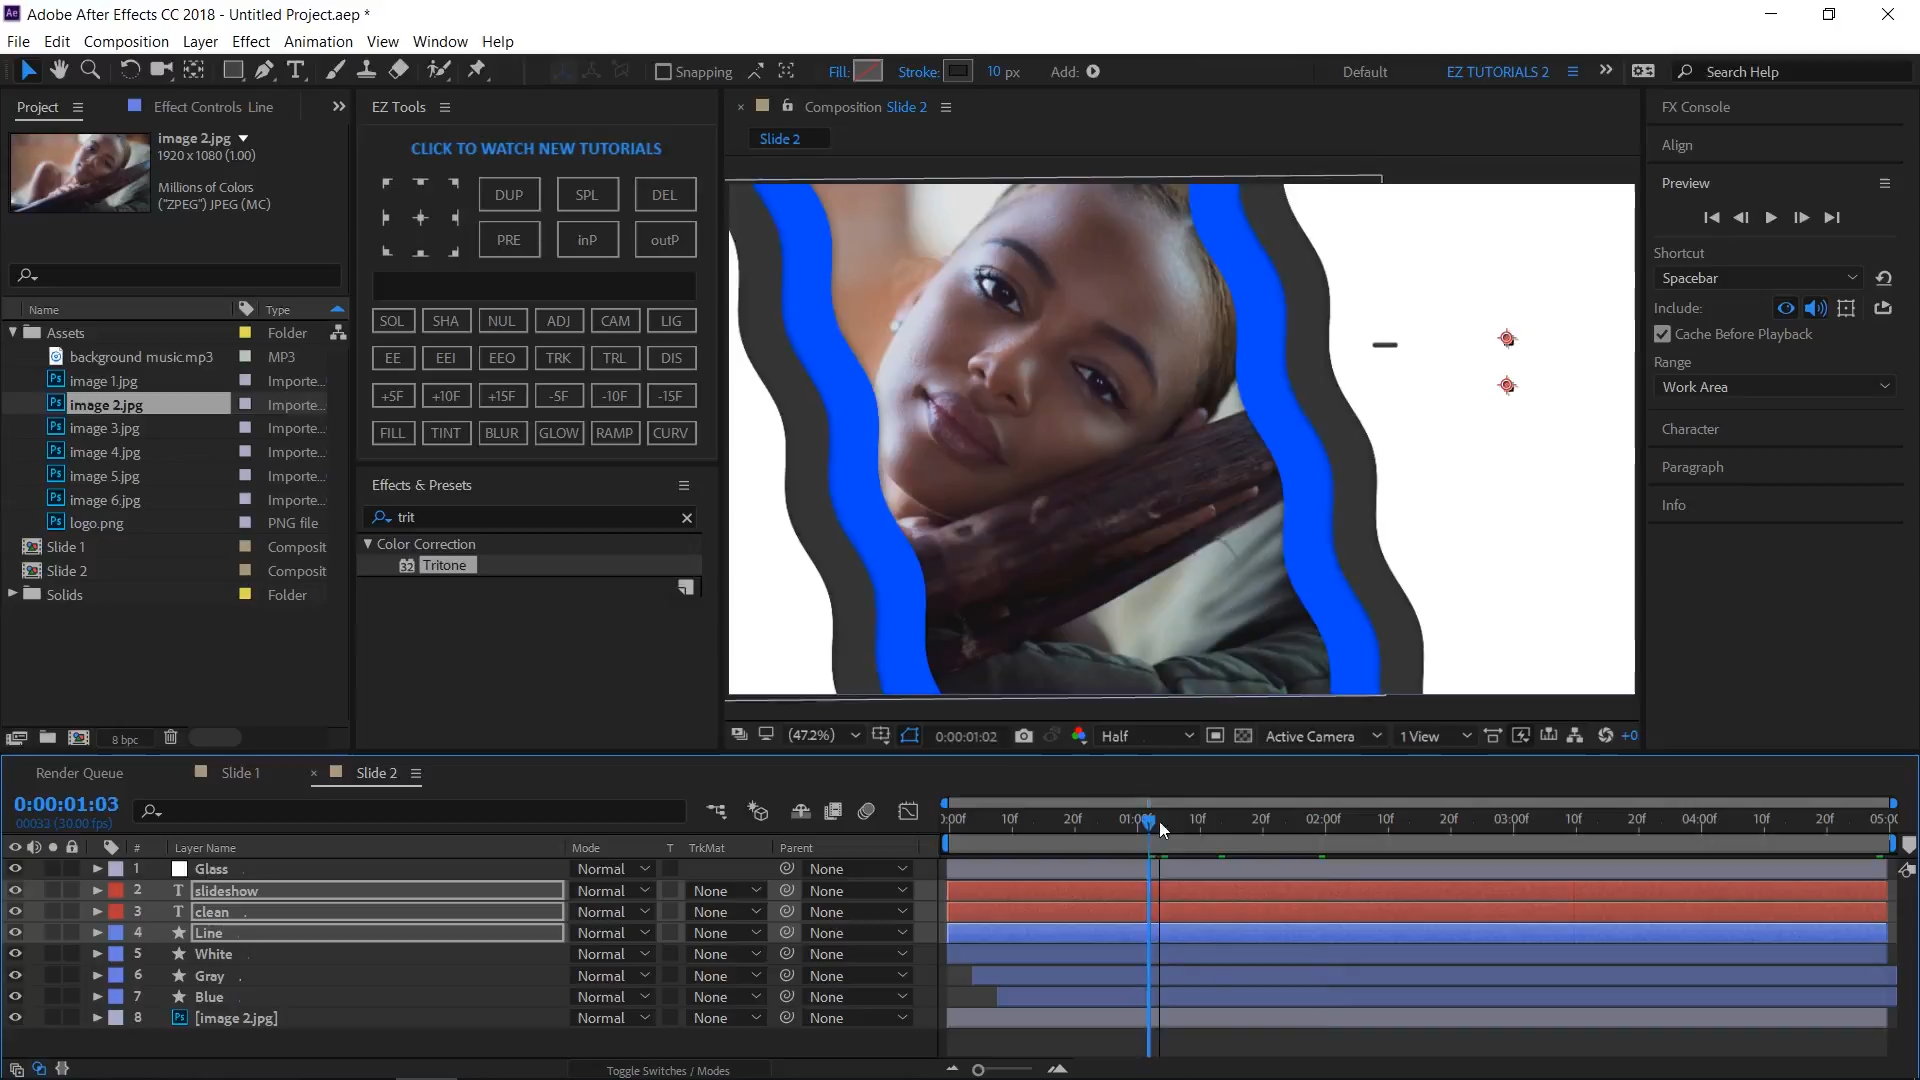 Ae Adobe After Effects CC 2018 - Untitled Project.aep *
File Edit Composition Layer Effect Animation View Window Help
Snapping Fill: Stroke: 10 px Add: Default EZ TUTORIALS 2 Search Help
Project Effect Controls Line
image 2.jpg
1920 x 1080 (1.00)
Millions of Colors
("ZPEG") JPEG (MC)
Name Type
Assets Folder
background music.mp3 MP3
image 1.jpg Importe...
image 2.jpg Importe...
image 3.jpg Importe...
image 4.jpg Importe...
image 5.jpg Importe...
image 6.jpg Importe...
logo.png PNG file
Slide 1 Composit
Slide 2 Composit
Solids Folder
8 bpc
EZ Tools
CLICK TO WATCH NEW TUTORIALS
DUP SPL DEL
PRE inP outP
SOL SHA NUL ADJ CAM LIG
EE EEI EEO TRK TRL DIS
+5F +10F +15F -5F -10F -15F
FILL TINT BLUR GLOW RAMP CURV
Effects & Presets
trit
Color Correction
32 Tritone
Composition Slide 2
Slide 2
(47.2%) 0:00:01:02 Half Active Camera 1 View +0
FX Console
Align
Preview
Shortcut
Spacebar
Include:
Cache Before Playback
Range
Work Area
Character
Paragraph
Info
Render Queue Slide 1 Slide 2
0:00:01:03
00033 (30.00 fps)
# Layer Name Mode T TrkMat Parent
1 Glass Normal None
2 T slideshow Normal None None
3 T clean Normal None None
4 Line Normal None None
5 White Normal None None
6 Gray Normal None None
7 Blue Normal None None
8 [image 2.jpg] Normal None None
Toggle Switches / Modes
):00f 10f 20f 01:00f 10f 20f 02:00f 10f 20f 03:00f 10f 20f 04:00f 10f 20f 05:00